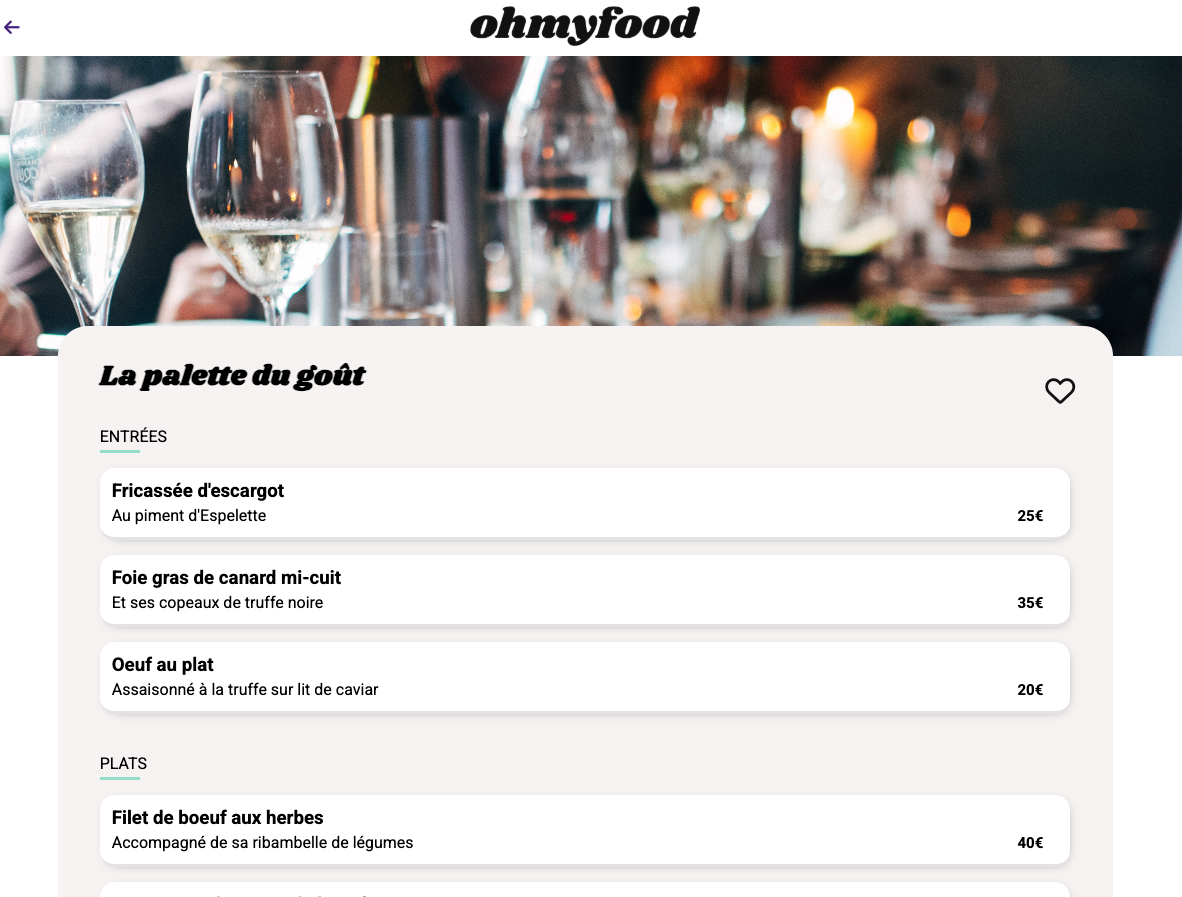 ohmyfood
La palette du goût
ENTRÉES
Fricassée d'escargot
Au piment d'Espelette
25€
Foie gras de canard mi-cuit
Et ses copeaux de truffe noire
35€
Oeuf au plat
Assaisonné à la truffe sur lit de caviar
20€
PLATS
Filet de boeuf aux herbes
Accompagné de sa ribambelle de légumes
40€